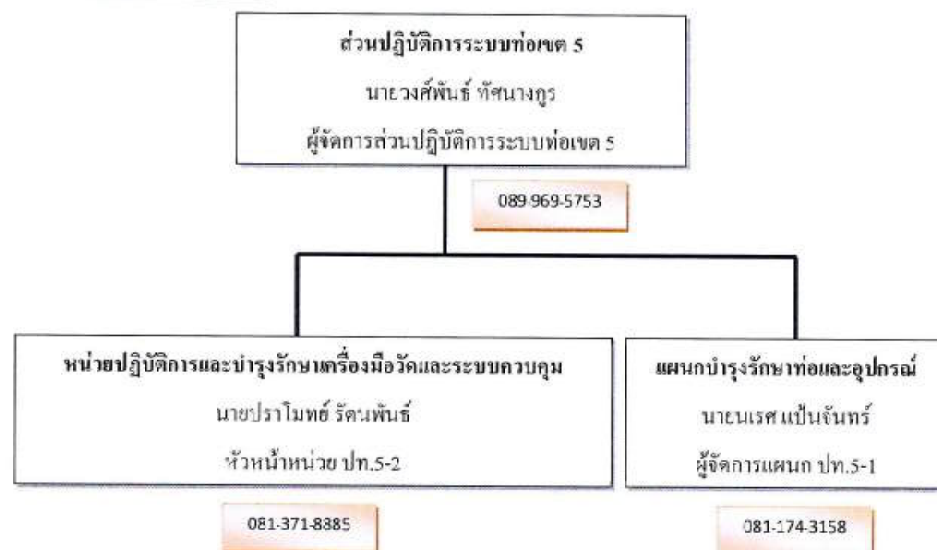 ส่วนปฏิบัติการระบบท่อเขต 5
นายวงศ์พันธ์ ทัศนางกูร
ผู้จัดการส่วนปฏิบัติการระบบท่อเขต 5
089-969-5753
หน่วยปฏิบัติการและบำรุงรักษาเครื่องมือวัดและระบบควบคุม
นายปราโมทย์ รัตนพันธ์
หัวหน้าหน่วย ปท.5-2
081-371-8385
แผนกบำรุงรักษาท่อและอุปกรณ์
นายนเรศ แป้นจันทร์
ผู้จัดการแผนก ปท.5-1
081-174-3158